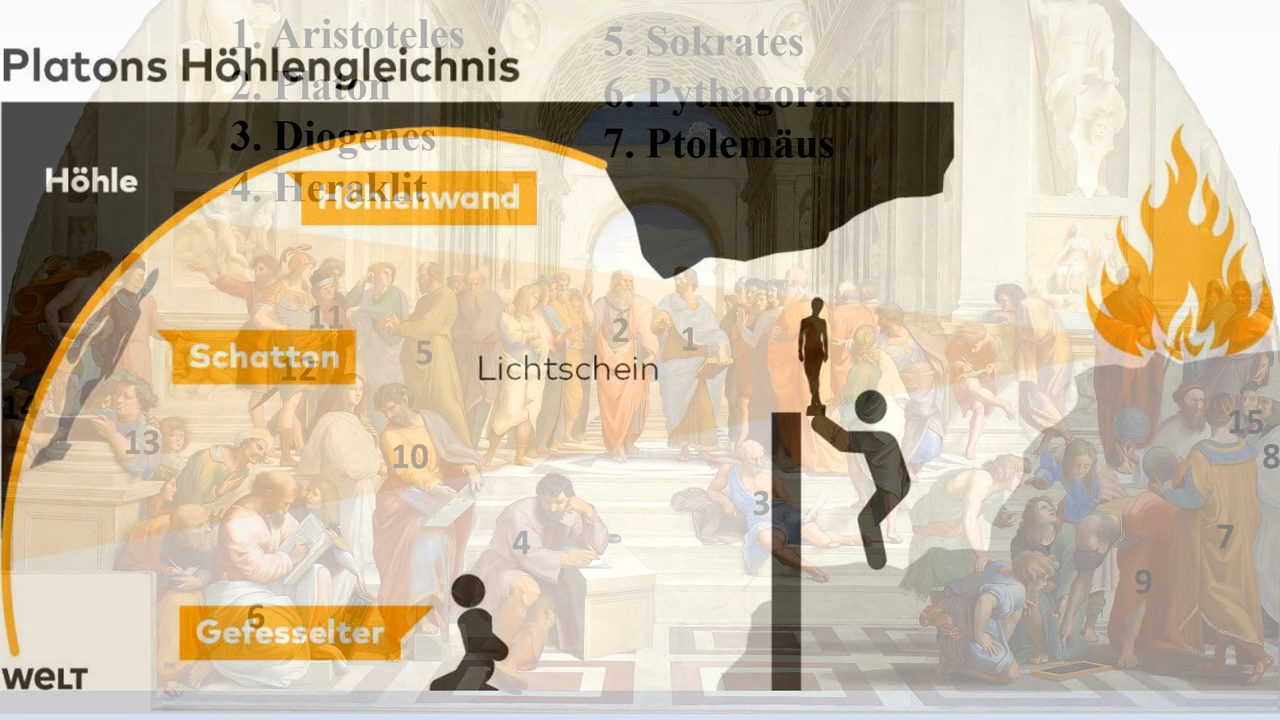 1. Aristoteles
5. Sokrates
Platons Höhlengleichnis
2. Platon
6. Pythagoras
3. Diogenes
7. Ptolemäus
Höhle
4. Heraklit
Höhlenwand
11
2
1
5
Schatten
12
Lichtschein
14
13
10
15
8
3
4
7
9
6
Gefesselter
WELT